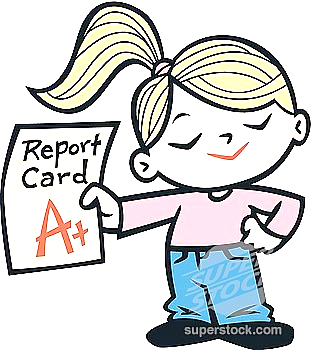 Report
Card
A+
SUPER
STOCK
superstock.com